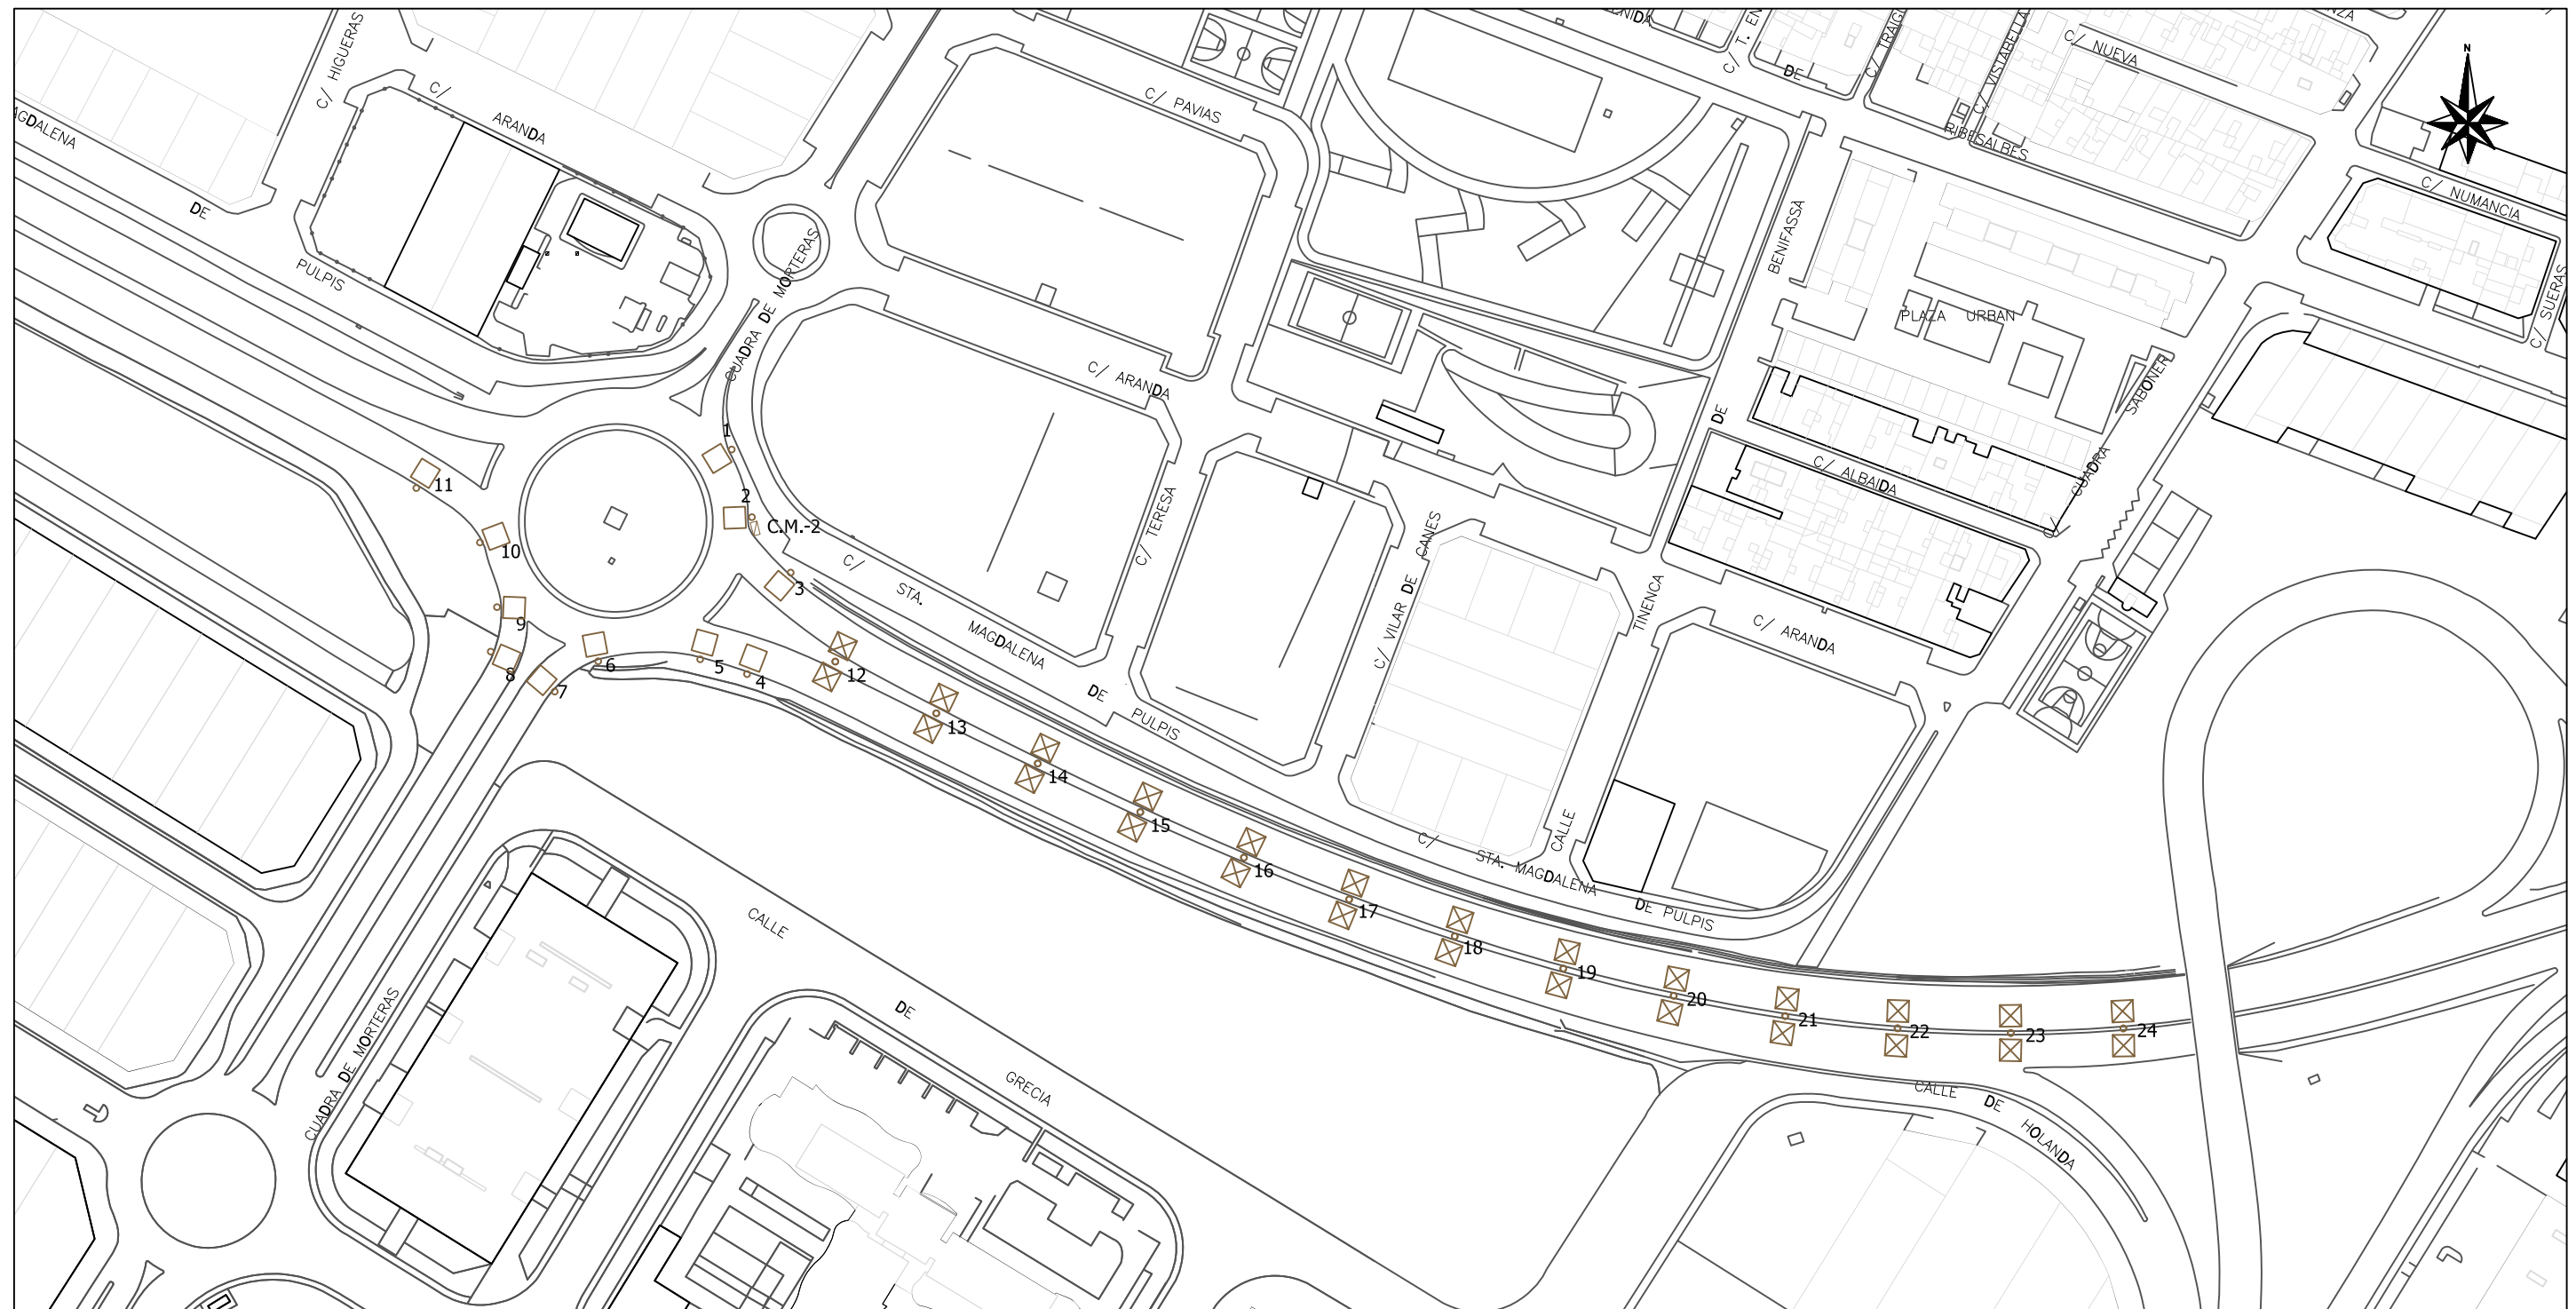 C/ HIGUERAS
C/ ARANDA
DE
PULPIS
CUADRA DE MORTERAS
C/ PAVIAS
C/ ARANDA
C/ TERESA
C/ STA. MAGDALENA DE PULPIS
C/ VILAR DE CANES
BENIFASSA
DE
TINENCA
CALLE
DE
C/ NUEVA
RIBESALBES
C/ NUMANCIA
C/ SUERAS
PLAZA URBAN
SABONER
CUADRA
C/ ALBAIDA
C/ ARANDA
C/ STA. MAGDALENA DE PULPIS
CALLE DE HOLANDA
CALLE DE GRECIA
CUADRA DE MORTERAS
N
1
2
C.M.-2
3
4
5
6
7
8
9
10
11
12
13
14
15
16
17
18
19
20
21
22
23
24